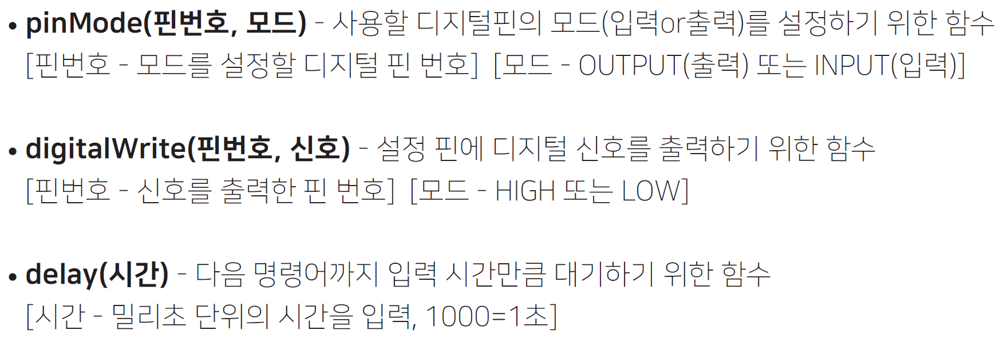 • pinMode(핀번호, 모드) - 사용할 디지털핀의 모드(입력or출력)를 설정하기 위한 함수
[핀번호 - 모드를 설정할 디지털 핀 번호] [모드 - OUTPUT(출력) 또는 INPUT(입력)]
• digitalWrite(핀번호, 신호) - 설정 핀에 디지털 신호를 출력하기 위한 함수
[핀번호 - 신호를 출력한 핀 번호] [모드 - HIGH 또는 LOW]
• delay(시간) - 다음 명령어까지 입력 시간만큼 대기하기 위한 함수
[시간 - 밀리초 단위의 시간을 입력, 1000=1초]